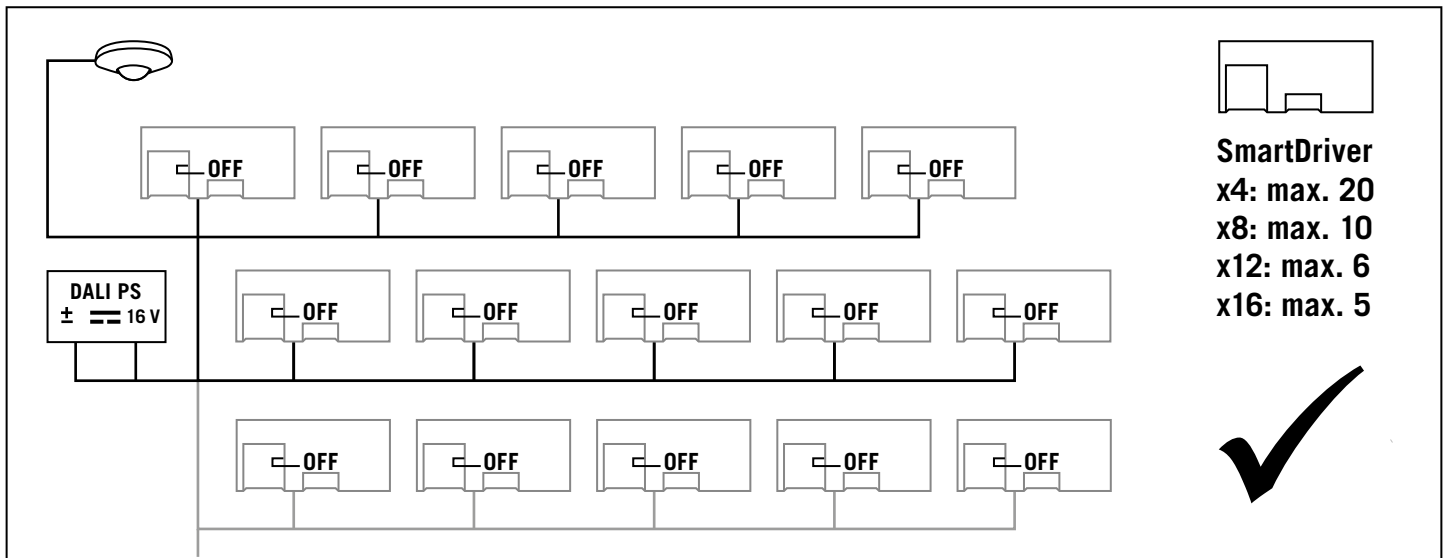 OFF OFF OFF OFF OFF
DALI PS
± ⎓ 16 V
OFF OFF OFF OFF OFF
OFF OFF OFF OFF OFF
SmartDriver
x4: max. 20
x8: max. 10
x12: max. 6
x16: max. 5